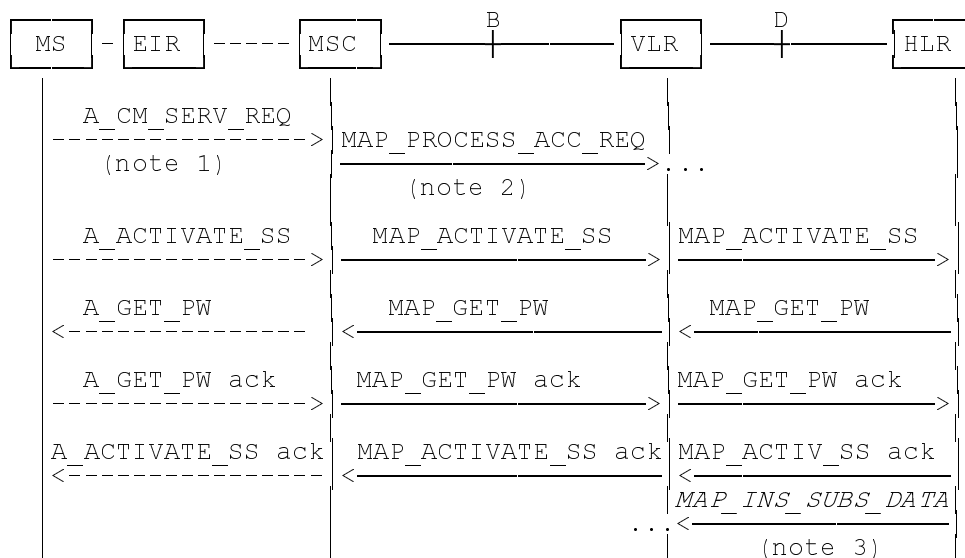 B D
MS EIR MSC VLR HLR
A_CM_SERV_REQ
MAP_PROCESS_ACC_REQ
(note 1) ...
(note 2)
A_ACTIVATE_SS MAP_ACTIVATE_SS MAP_ACTIVATE_SS
A_GET_PW MAP_GET_PW MAP_GET_PW
A_GET_PW ack MAP_GET_PW ack MAP_GET_PW ack
A_ACTIVATE_SS ack MAP_ACTIVATE_SS ack MAP_ACTIV_SS ack
MAP_INS_SUBS_DATA
...
(note 3)